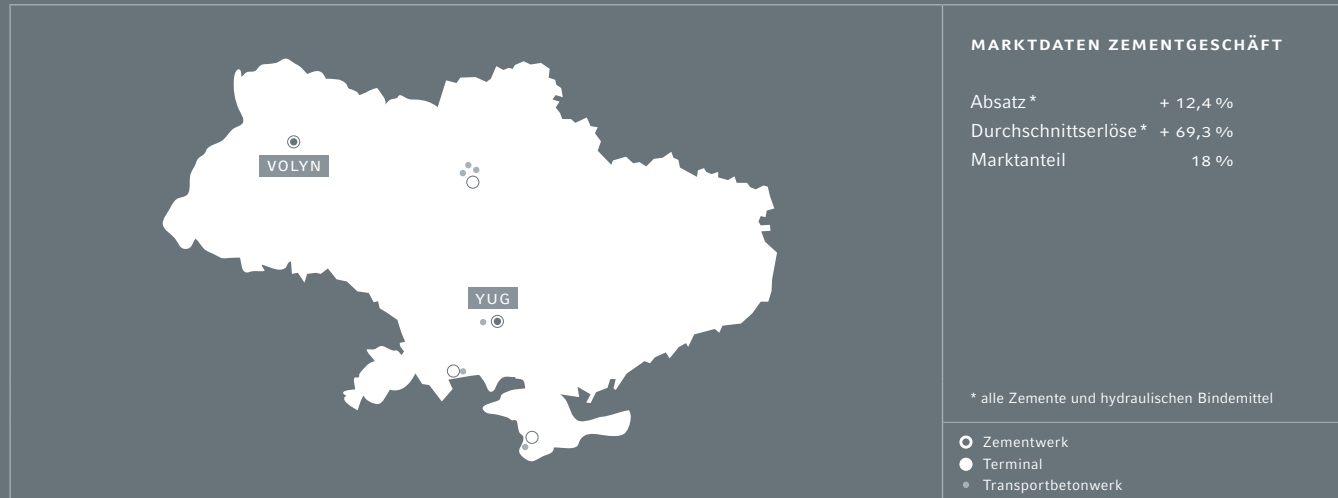 VOLYN
YUG
MARKTDATEN ZEMENTGESCHÄFT
Absatz * + 12,4 %
Durchschnittserlöse * + 69,3 %
Marktanteil 18 %
* alle Zemente und hydraulischen Bindemittel
Zementwerk
Terminal
Transportbetonwerk